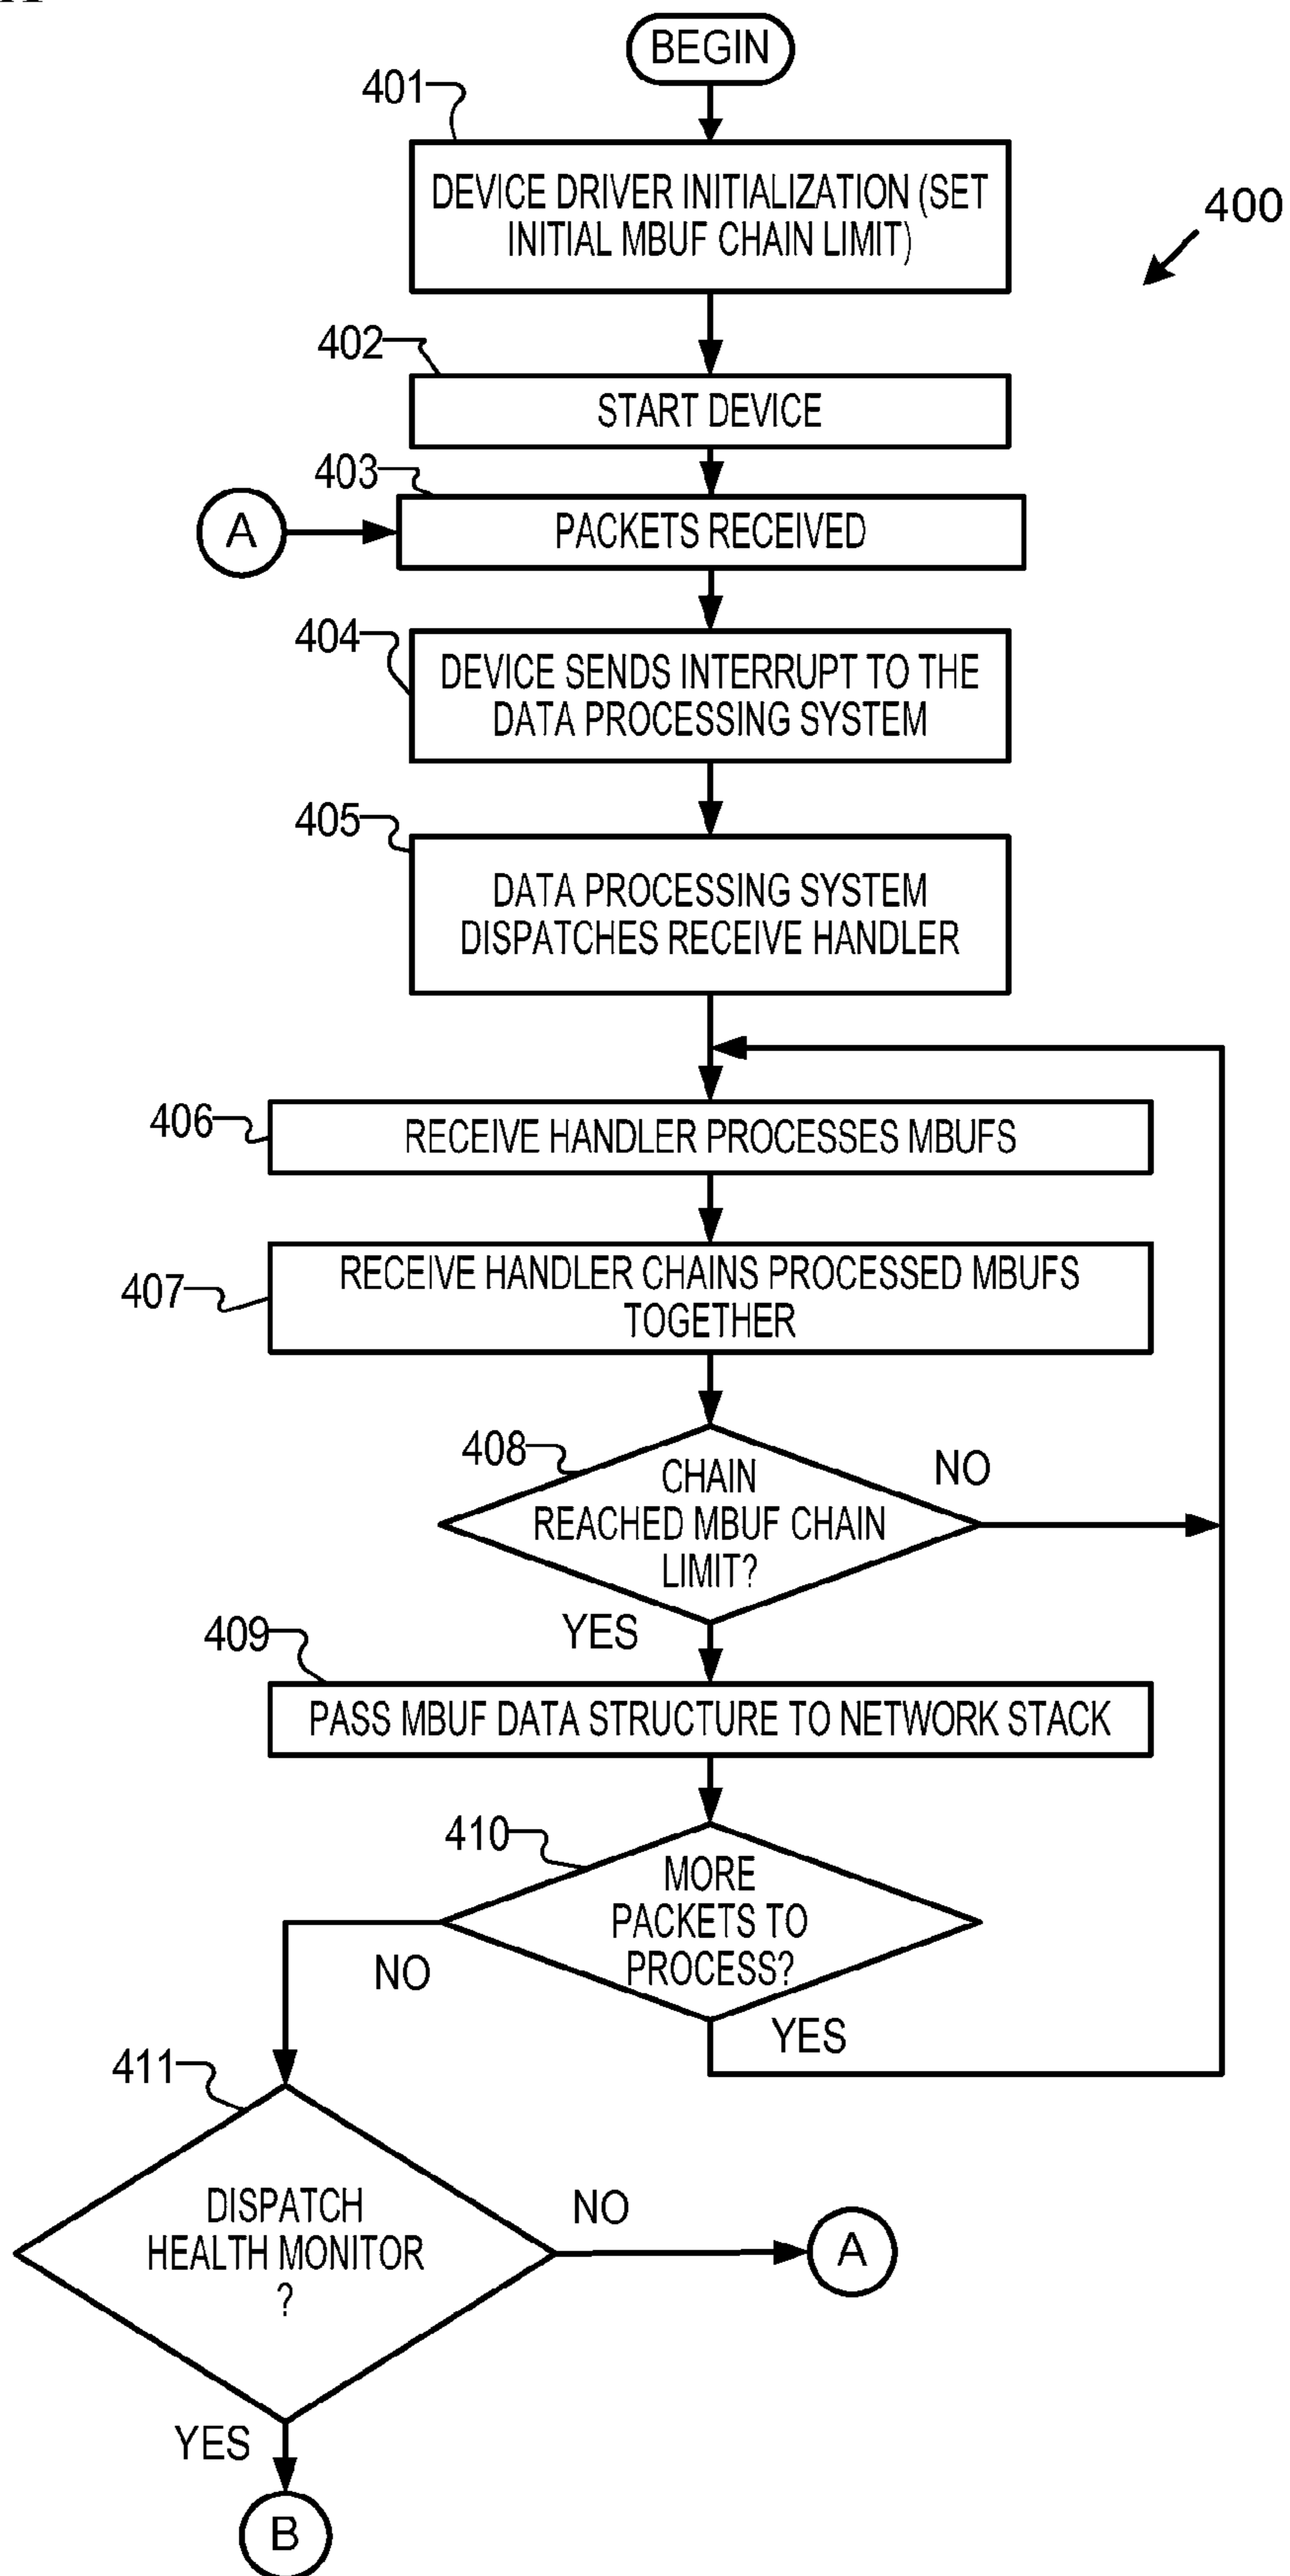 BEGIN
401
DEVICE DRIVER INITIALIZATION (SET
INITIAL MBUF CHAIN LIMIT)
400
402
START DEVICE
403
A
PACKETS RECEIVED
404
DEVICE SENDS INTERRUPT TO THE
DATA PROCESSING SYSTEM
405
DATA PROCESSING SYSTEM
DISPATCHES RECEIVE HANDLER
406
RECEIVE HANDLER PROCESSES MBUFS
407
RECEIVE HANDLER CHAINS PROCESSED MBUFS
TOGETHER
408
CHAIN
REACHED MBUF CHAIN
LIMIT?
NO
YES
409
PASS MBUF DATA STRUCTURE TO NETWORK STACK
410
MORE
PACKETS TO
PROCESS?
NO
YES
411
DISPATCH
HEALTH MONITOR
?
NO
A
YES
B